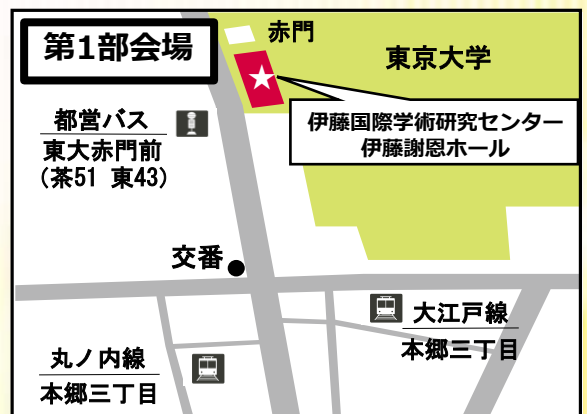 第1部会場
赤門
東京大学
伊藤国際学術研究センター
伊藤謝恩ホール
都営バス
東大赤門前
(茶51 東43)
交番
大江戸線
本郷三丁目
丸ノ内線
本郷三丁目